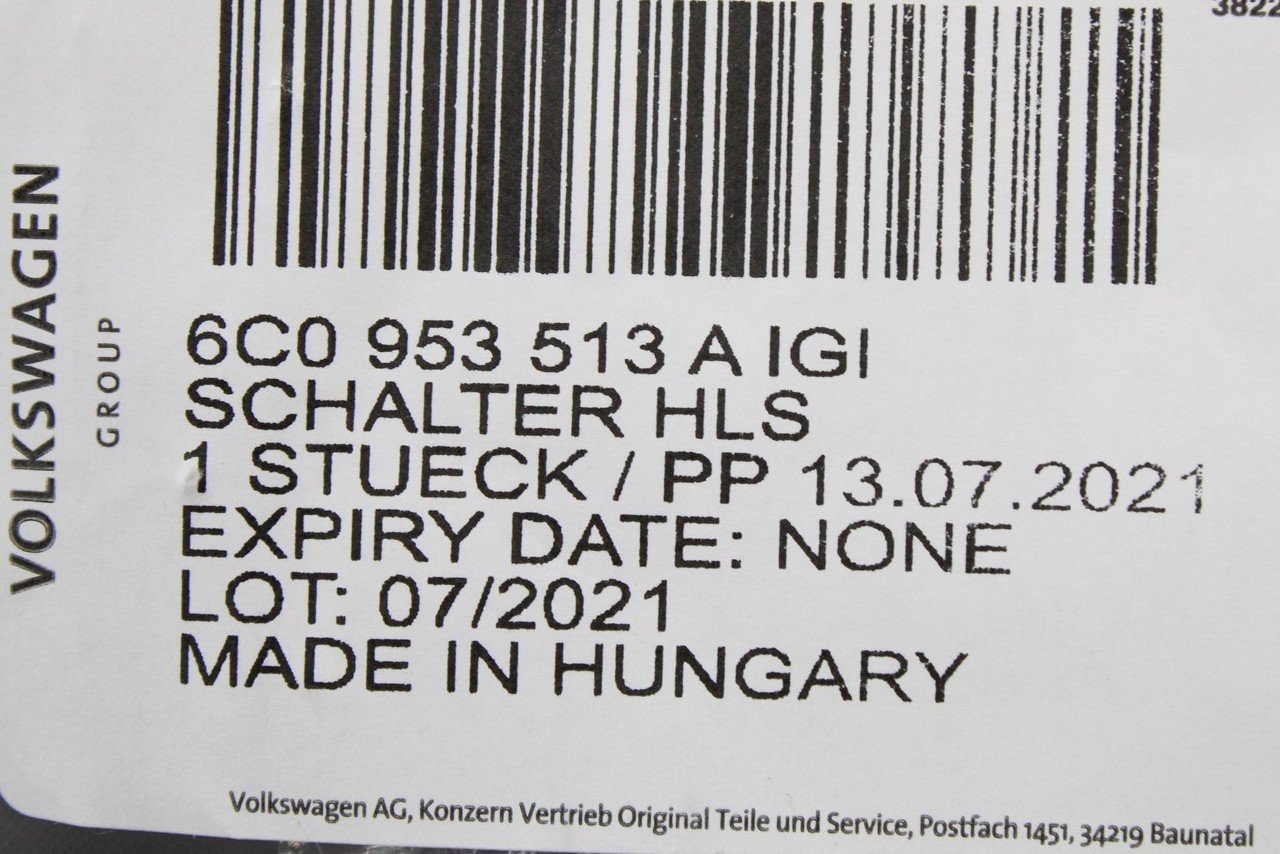 3822
VOLKSWAGEN
GROUP
6C0 953 513 A IGI
SCHALTER HLS
1 STUECK / PP 13.07.2021
EXPIRY DATE: NONE
LOT: 07/2021
MADE IN HUNGARY
Volkswagen AG, Konzern Vertrieb Original Teile und Service, Postfach 1451, 34219 Baunatal